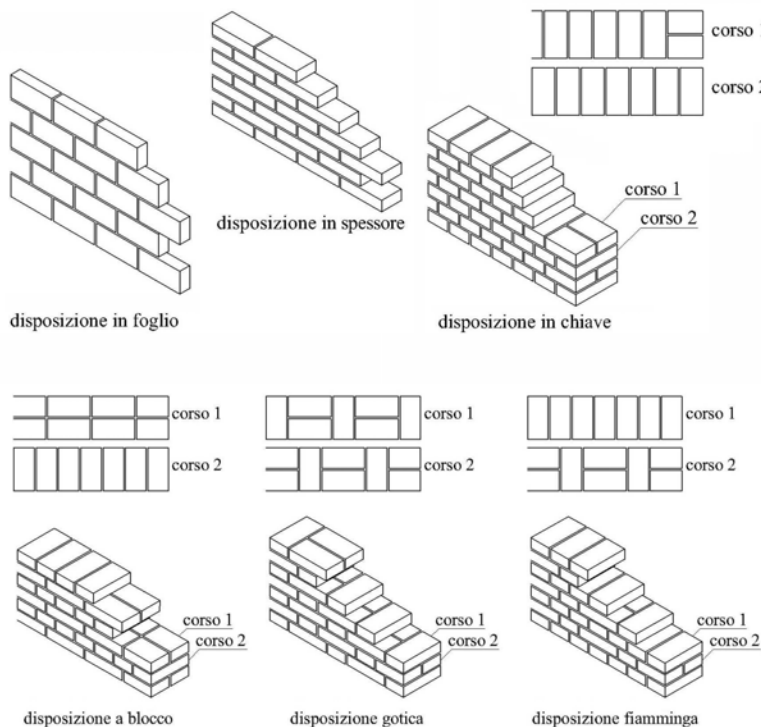 corso 1
corso 2
disposizione in spessore
corso 1
corso 2
disposizione in foglio
disposizione in chiave
corso 1
corso 2
corso 1
corso 2
corso 1
corso 2
corso 1
corso 2
corso 1
corso 2
corso 1
corso 2
disposizione a blocco
disposizione gotica
disposizione fiamminga